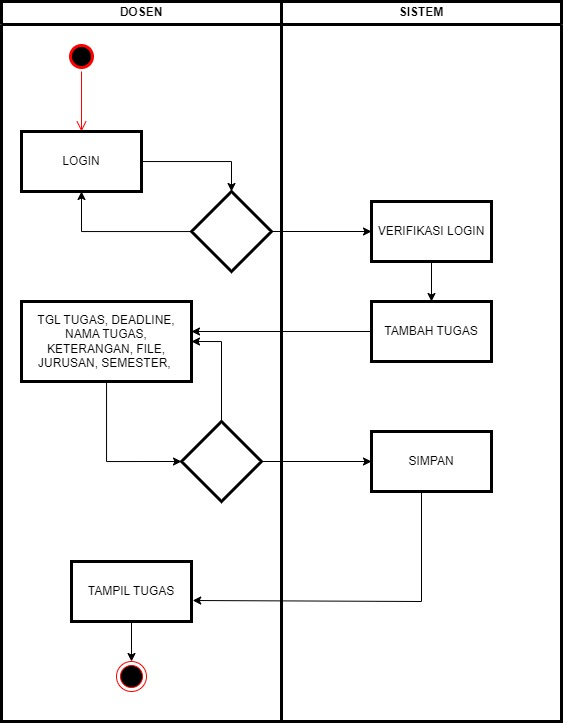 DOSEN
SISTEM
LOGIN
VERIFIKASI LOGIN
TGL TUGAS, DEADLINE,
NAMA TUGAS,
KETERANGAN, FILE,
JURUSAN, SEMESTER,
TAMBAH TUGAS
SIMPAN
TAMPIL TUGAS